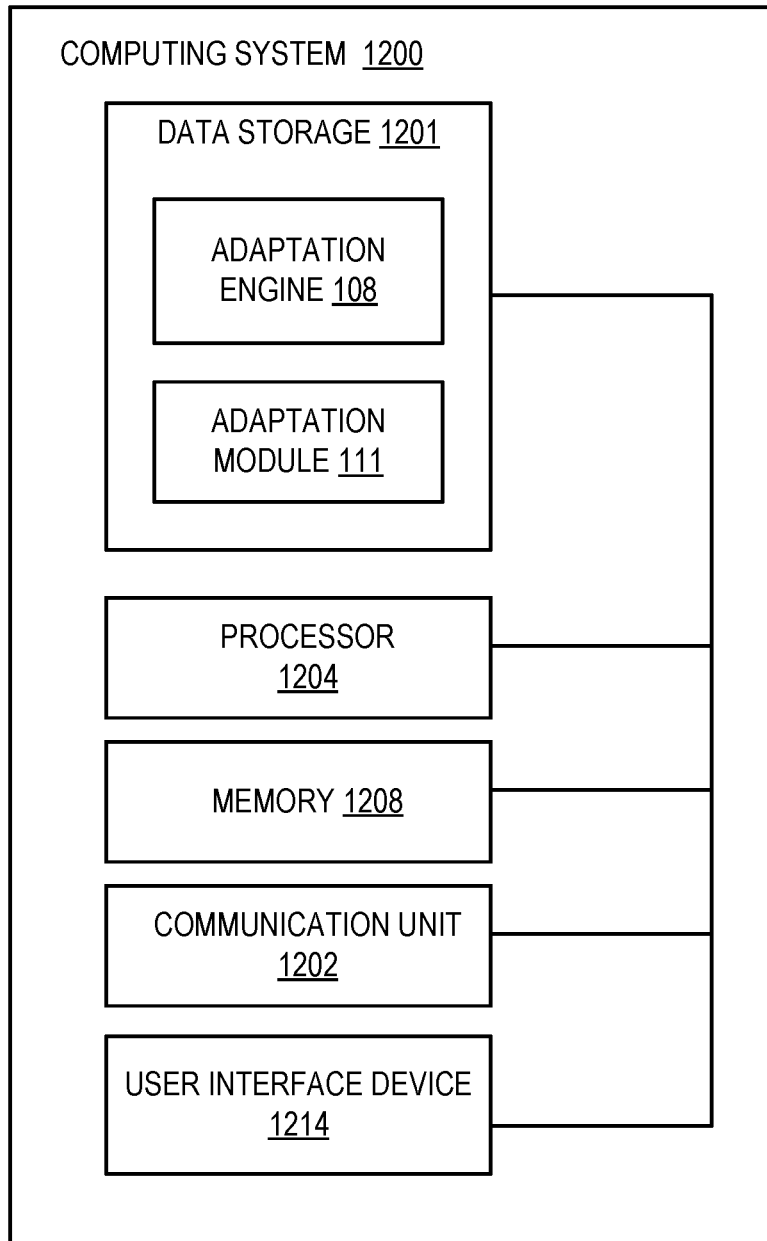 COMPUTING SYSTEM 1200
DATA STORAGE 1201
ADAPTATION
ENGINE 108
ADAPTATION
MODULE 111
PROCESSOR
1204
MEMORY 1208
COMMUNICATION UNIT
1202
USER INTERFACE DEVICE
1214